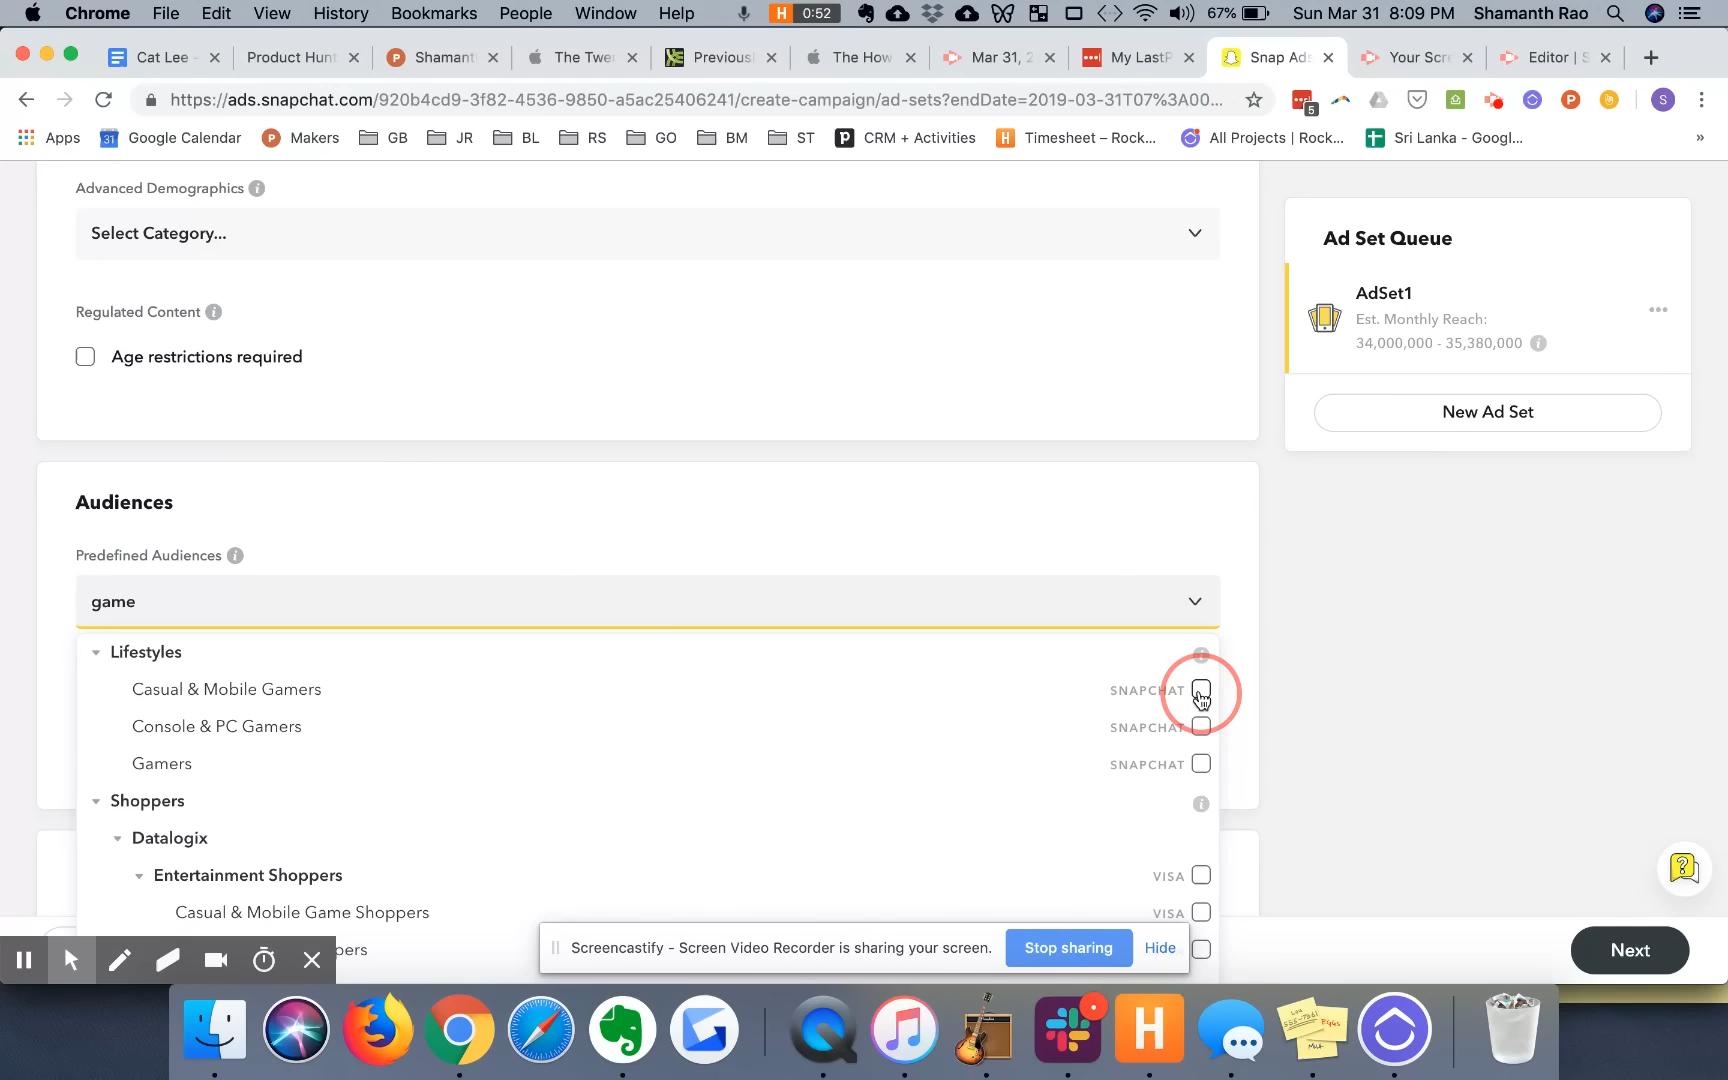 Chrome File Edit View History Bookmarks People Window Help H 0:52 67% Sun Mar 31 8:09 PM Shamanth Rao
Cat Lee - Product Hunt Shamant The Twe Previous The How Mar 31, 2 My LastP Snap Ads Your Scre Editor | S
https://ads.snapchat.com/920b4cd9-3f82-4536-9850-a5ac25406241/create-campaign/ad-sets?endDate=2019-03-31T07%3A00... 5 P S
Apps 31 Google Calendar P Makers GB JR BL RS GO BM ST P CRM + Activities H Timesheet – Rock... All Projects | Rock... Sri Lanka - Googl... »
Advanced Demographics i
Select Category...
Regulated Content i
Age restrictions required
Ad Set Queue
AdSet1
Est. Monthly Reach:
34,000,000 - 35,380,000 i
New Ad Set
Audiences
Predefined Audiences i
game
Lifestyles
Casual & Mobile Gamers SNAPCHAT
Console & PC Gamers SNAPCHAT
Gamers SNAPCHAT
Shoppers i
Datalogix
Entertainment Shoppers VISA
Casual & Mobile Game Shoppers VISA
pers
Screencastify - Screen Video Recorder is sharing your screen. Stop sharing Hide
Next
?
H